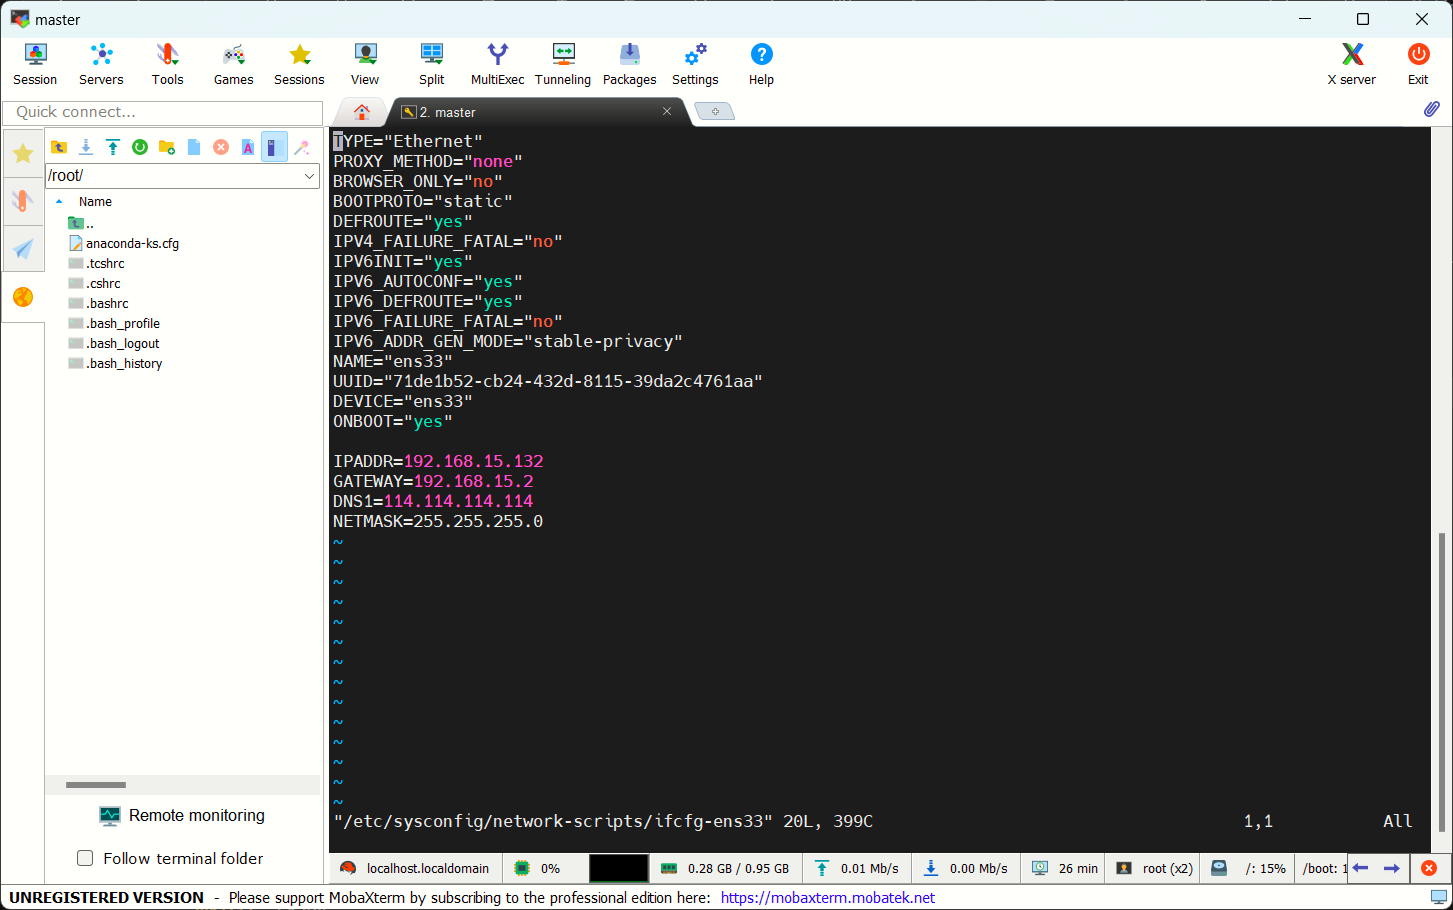 master
Session
Servers
Tools
Games
Sessions
View
Split
MultiExec
Tunneling
Packages
Settings
Help
X server
Exit
Quick connect...
2. master
/root/
Name
..
anaconda-ks.cfg
.tcshrc
.cshrc
.bashrc
.bash_profile
.bash_logout
.bash_history
Remote monitoring
Follow terminal folder
TYPE="Ethernet"
PROXY_METHOD="none"
BROWSER_ONLY="no"
BOOTPROTO="static"
DEFROUTE="yes"
IPV4_FAILURE_FATAL="no"
IPV6INIT="yes"
IPV6_AUTOCONF="yes"
IPV6_DEFROUTE="yes"
IPV6_FAILURE_FATAL="no"
IPV6_ADDR_GEN_MODE="stable-privacy"
NAME="ens33"
UUID="71de1b52-cb24-432d-8115-39da2c4761aa"
DEVICE="ens33"
ONBOOT="yes"
IPADDR=192.168.15.132
GATEWAY=192.168.15.2
DNS1=114.114.114.114
NETMASK=255.255.255.0
~
~
~
~
~
~
~
~
~
~
~
~
~
~
"/etc/sysconfig/network-scripts/ifcfg-ens33" 20L, 399C 1,1 All
localhost.localdomain 0% 0.28 GB / 0.95 GB 0.01 Mb/s 0.00 Mb/s 26 min root (x2) /: 15% /boot: 1
UNREGISTERED VERSION - Please support MobaXterm by subscribing to the professional edition here: https://mobaxterm.mobatek.net